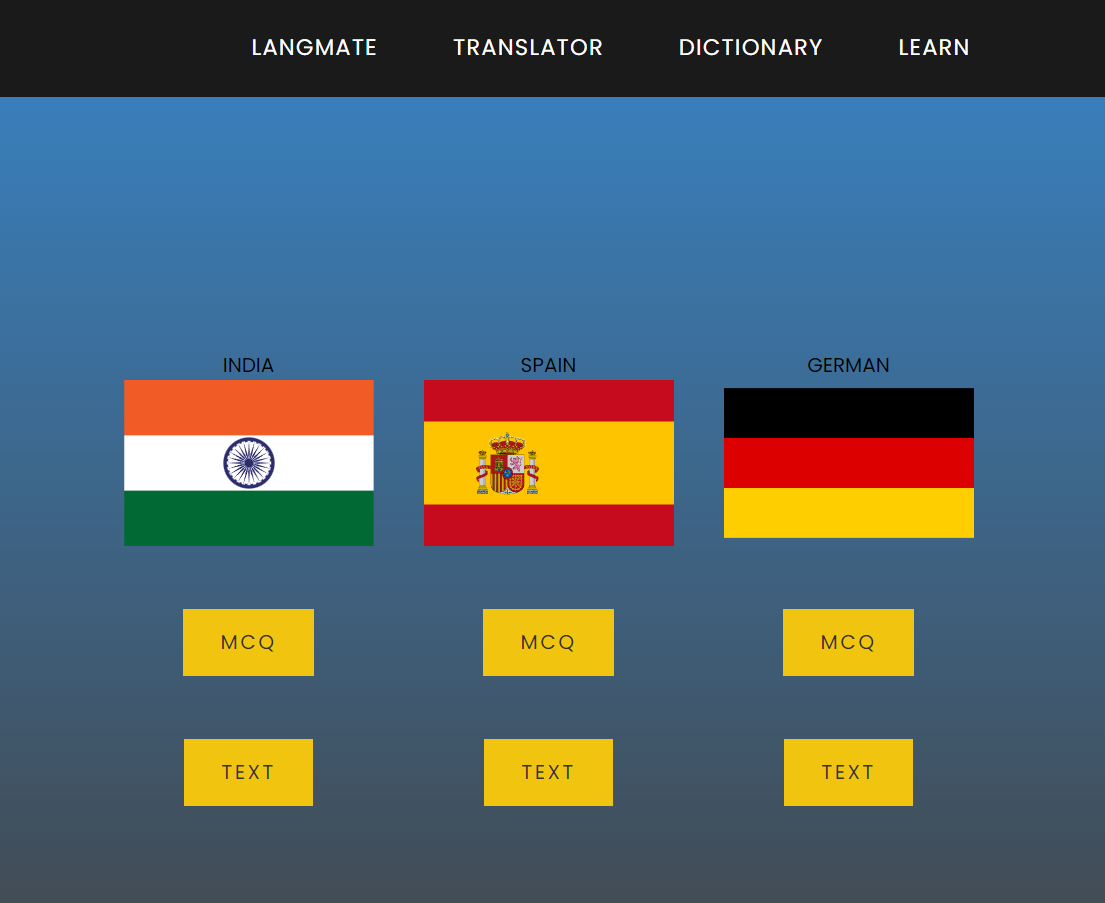 LANGMATE TRANSLATOR DICTIONARY LEARN
INDIA SPAIN GERMAN
MCQ MCQ MCQ
TEXT TEXT TEXT